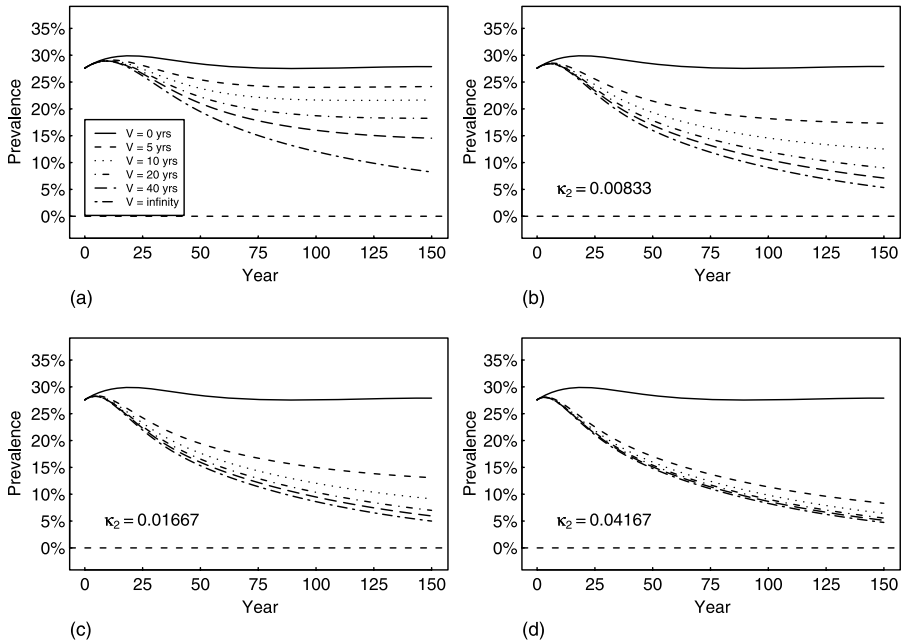 35%
30%
25%
20%
15%
10%
5%
0%
Prevalence
V = 0 yrs
V = 5 yrs
V = 10 yrs
V = 20 yrs
V = 40 yrs
V = infinity
0 25 50 75 100 125 150
Year
(a)
35%
30%
25%
20%
15%
10%
5%
0%
Prevalence
κ2 = 0.00833
0 25 50 75 100 125 150
Year
(b)
35%
30%
25%
20%
15%
10%
5%
0%
Prevalence
κ2 = 0.01667
0 25 50 75 100 125 150
Year
(c)
35%
30%
25%
20%
15%
10%
5%
0%
Prevalence
κ2 = 0.04167
0 25 50 75 100 125 150
Year
(d)